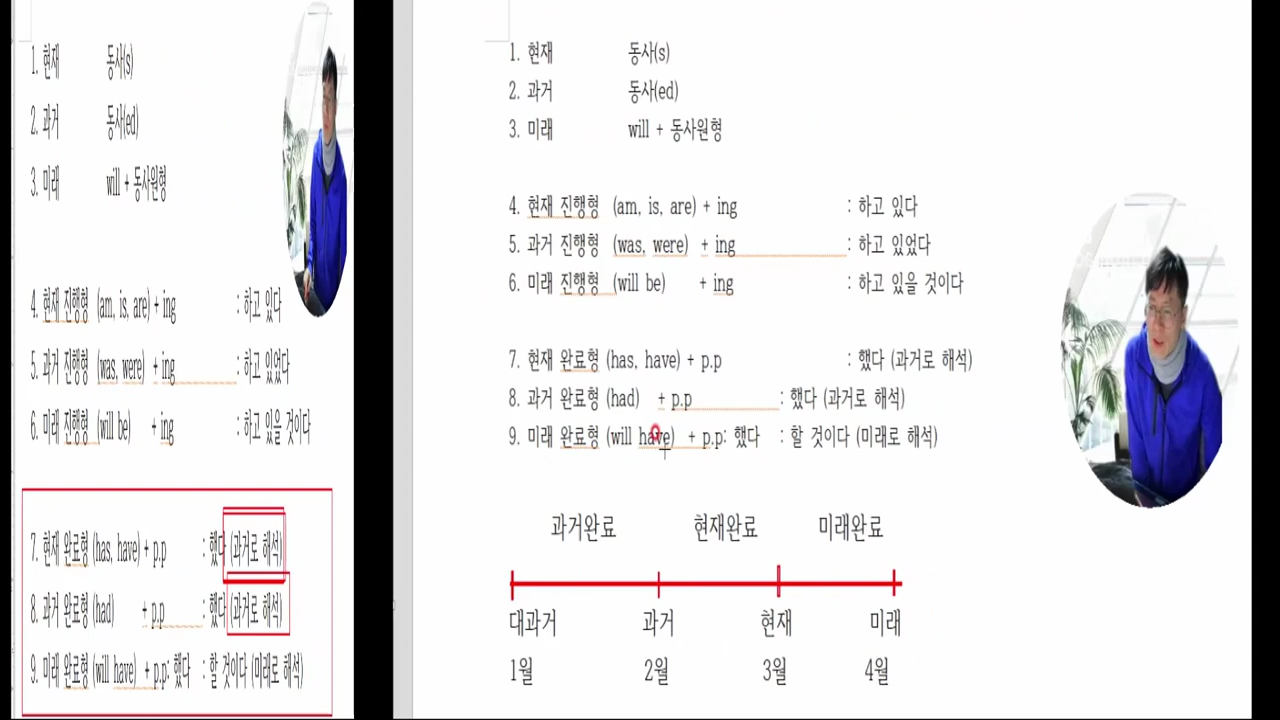 1. 현재 동사(s)
2. 과거 동사(ed)
3. 미래 will + 동사원형
4. 현재 진행형 (am, is, are) + ing : 하고 있다
5. 과거 진행형 (was, were) + ing : 하고 있었다
6. 미래 진행형 (will be) + ing : 하고 있을 것이다
7. 현재 완료형 (has, have) + p.p : 했다 (과거로 해석)
8. 과거 완료형 (had) + p.p : 했다 (과거로 해석)
9. 미래 완료형 (will have) + p.p: 했다 : 할 것이다 (미래로 해석)
1. 현재 동사(s)
2. 과거 동사(ed)
3. 미래 will + 동사원형
4. 현재 진행형 (am, is, are) + ing : 하고 있다
5. 과거 진행형 (was, were) + ing : 하고 있었다
6. 미래 진행형 (will be) + ing : 하고 있을 것이다
7. 현재 완료형 (has, have) + p.p : 했다 (과거로 해석)
8. 과거 완료형 (had) + p.p : 했다 (과거로 해석)
9. 미래 완료형 (will have) + p.p: 했다 : 할 것이다 (미래로 해석)
과거완료 현재완료 미래완료
대과거 과거 현재 미래
1월 2월 3월 4월